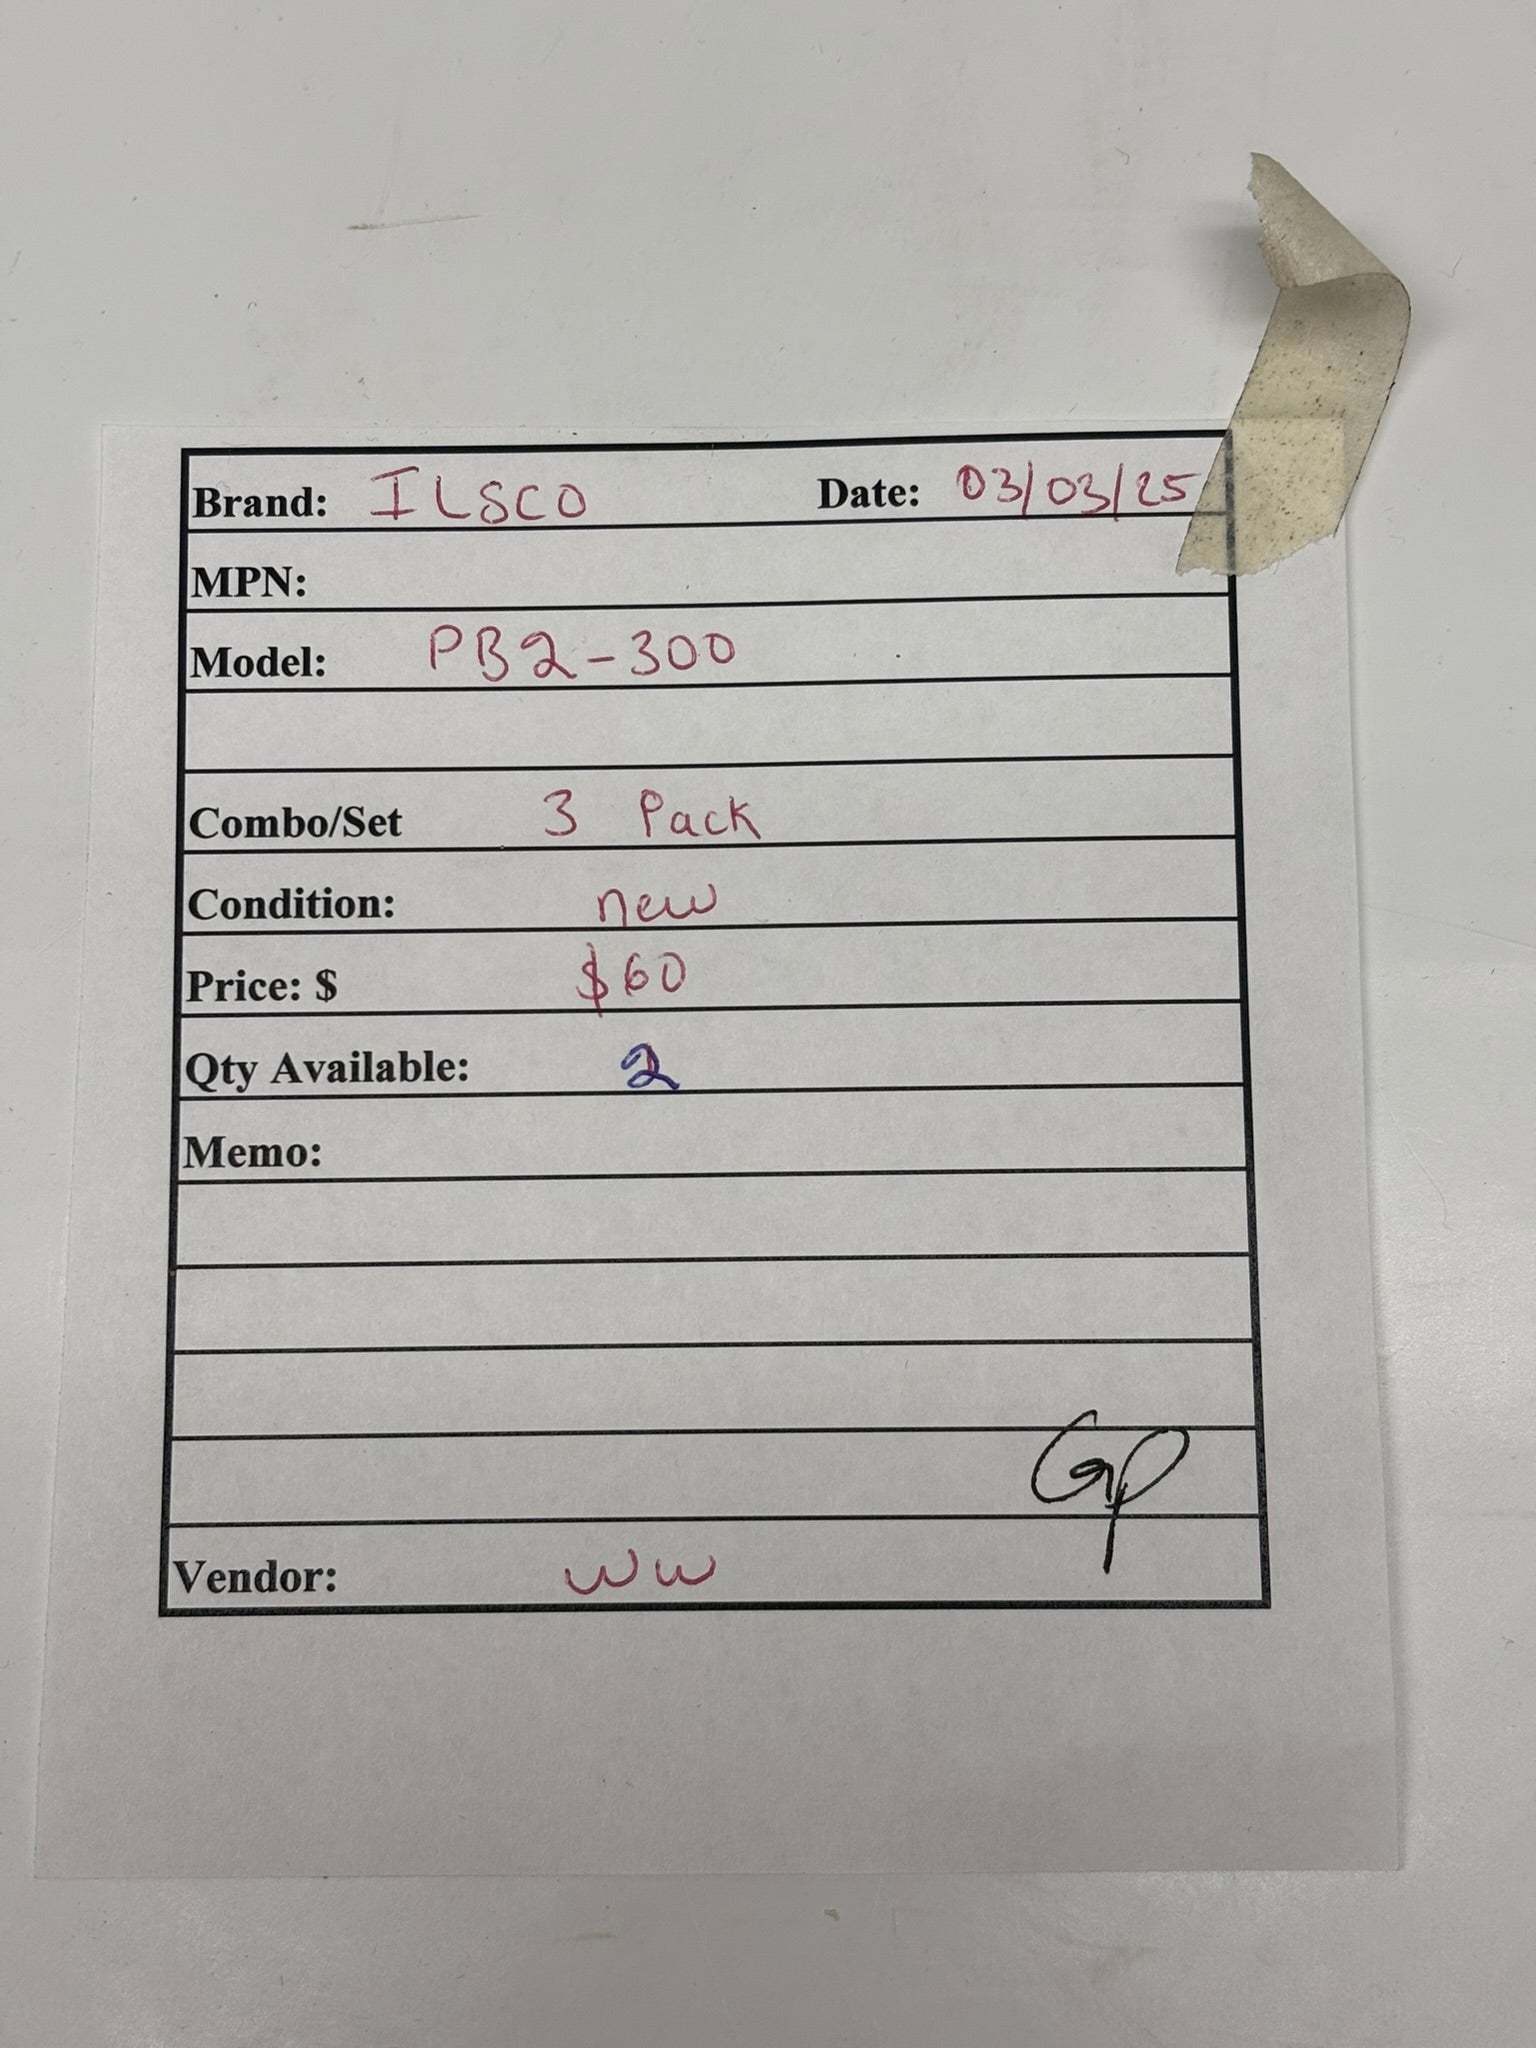 Brand: ILSCO Date: 03/03/25
MPN:
Model: PB2-300
Combo/Set 3 Pack
Condition: new
Price: $ $60
Qty Available: 2
Memo:
GP
Vendor: WW